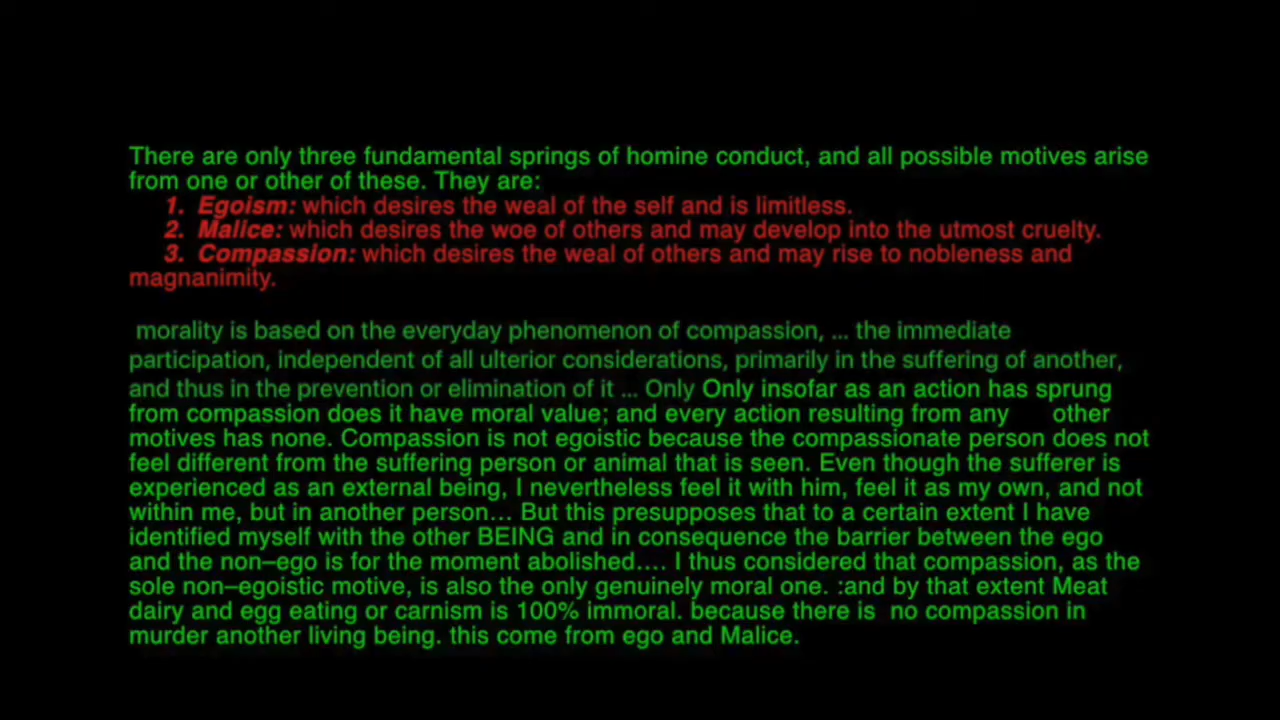 There are only three fundamental springs of homine conduct, and all possible motives arise
from one or other of these. They are:
1. Egoism: which desires the weal of the self and is limitless.
2. Malice: which desires the woe of others and may develop into the utmost cruelty.
3. Compassion: which desires the weal of others and may rise to nobleness and
magnanimity.
morality is based on the everyday phenomenon of compassion, ... the immediate
participation, independent of all ulterior considerations, primarily in the suffering of another,
and thus in the prevention or elimination of it ... Only Only insofar as an action has sprung
from compassion does it have moral value; and every action resulting from any other
motives has none. Compassion is not egoistic because the compassionate person does not
feel different from the suffering person or animal that is seen. Even though the sufferer is
experienced as an external being, I nevertheless feel it with him, feel it as my own, and not
within me, but in another person... But this presupposes that to a certain extent I have
identified myself with the other BEING and in consequence the barrier between the ego
and the non–ego is for the moment abolished.... I thus considered that compassion, as the
sole non–egoistic motive, is also the only genuinely moral one. :and by that extent Meat
dairy and egg eating or carnism is 100% immoral. because there is no compassion in
murder another living being. this come from ego and Malice.